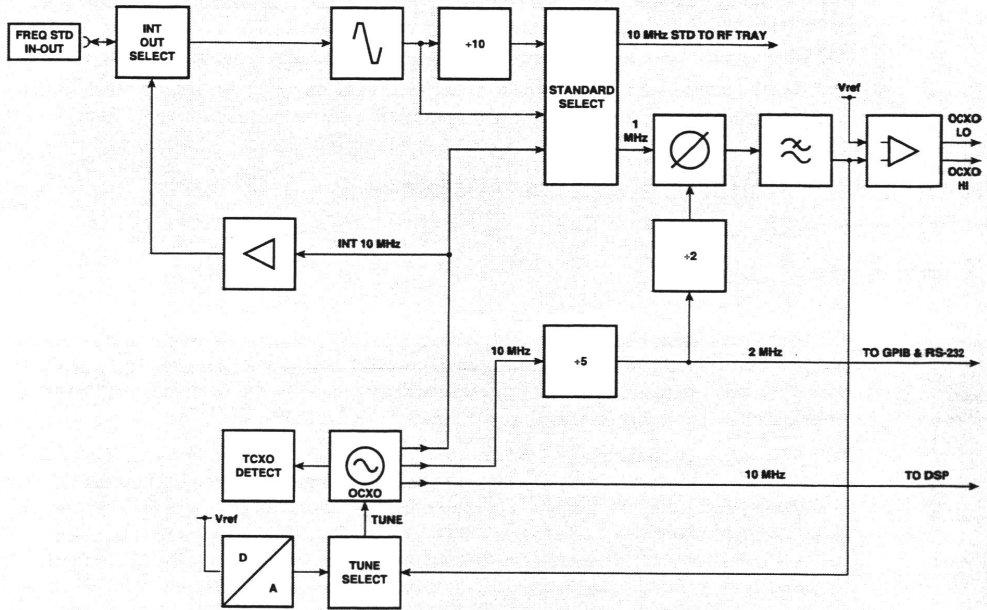 FREQ STD
IN-OUT
INT
OUT
SELECT
÷10
10 MHz STD TO RF TRAY
STANDARD
SELECT
1
MHz
Vref
OCXO
LO
OCXO
HI
INT 10 MHz
÷2
10 MHz
÷5
2 MHz
TO GPIB & RS-232
TCXO
DETECT
OCXO
10 MHz
TO DSP
Vref
TUNE
D
A
TUNE
SELECT